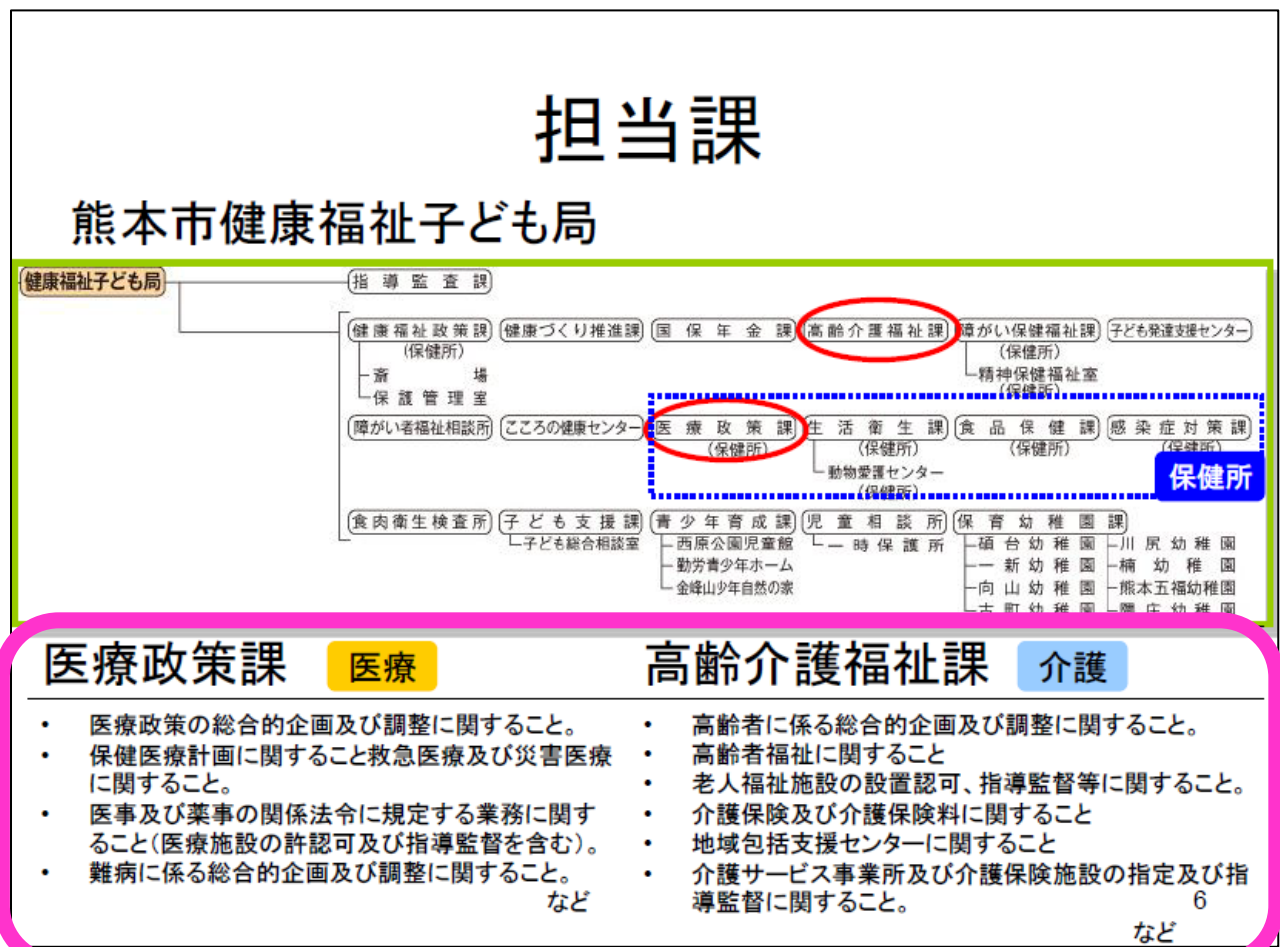 担当課
熊本市健康福祉子ども局
健康福祉子ども局
指導監査課
健康福祉政策課 健康づくり推進課 国保年金課 高齢介護福祉課 障がい保健福祉課 子ども発達支援センター
(保健所) (保健所)
斎場 精神保健福祉室
保護管理室 (保健所)
障がい者福祉相談所 こころの健康センター 医療政策課 生活衛生課 食品保健課 感染症対策課
(保健所) (保健所) (保健所) (保健所)
動物愛護センター
(保健所)
保健所
食肉衛生検査所 子ども支援課 青少年育成課 児童相談所 保育幼稚園課
子ども総合相談室 西原公園児童館 一時保護所 碩台幼稚園 川尻幼稚園
勤労青少年ホーム 一新幼稚園 楠幼稚園
金峰山少年自然の家 向山幼稚園 熊本五福幼稚園
古町幼稚園 隈庄幼稚園
医療政策課 医療
・ 医療政策の総合的企画及び調整に関すること。
・ 保健医療計画に関すること救急医療及び災害医療
に関すること。
・ 医事及び薬事の関係法令に規定する業務に関す
ること(医療施設の許認可及び指導監督を含む)。
・ 難病に係る総合的企画及び調整に関すること。
など
高齢介護福祉課 介護
・ 高齢者に係る総合的企画及び調整に関すること。
・ 高齢者福祉に関すること
・ 老人福祉施設の設置認可、指導監督等に関すること。
・ 介護保険及び介護保険料に関すること
・ 地域包括支援センターに関すること
・ 介護サービス事業所及び介護保険施設の指定及び指
導監督に関すること。
6
など